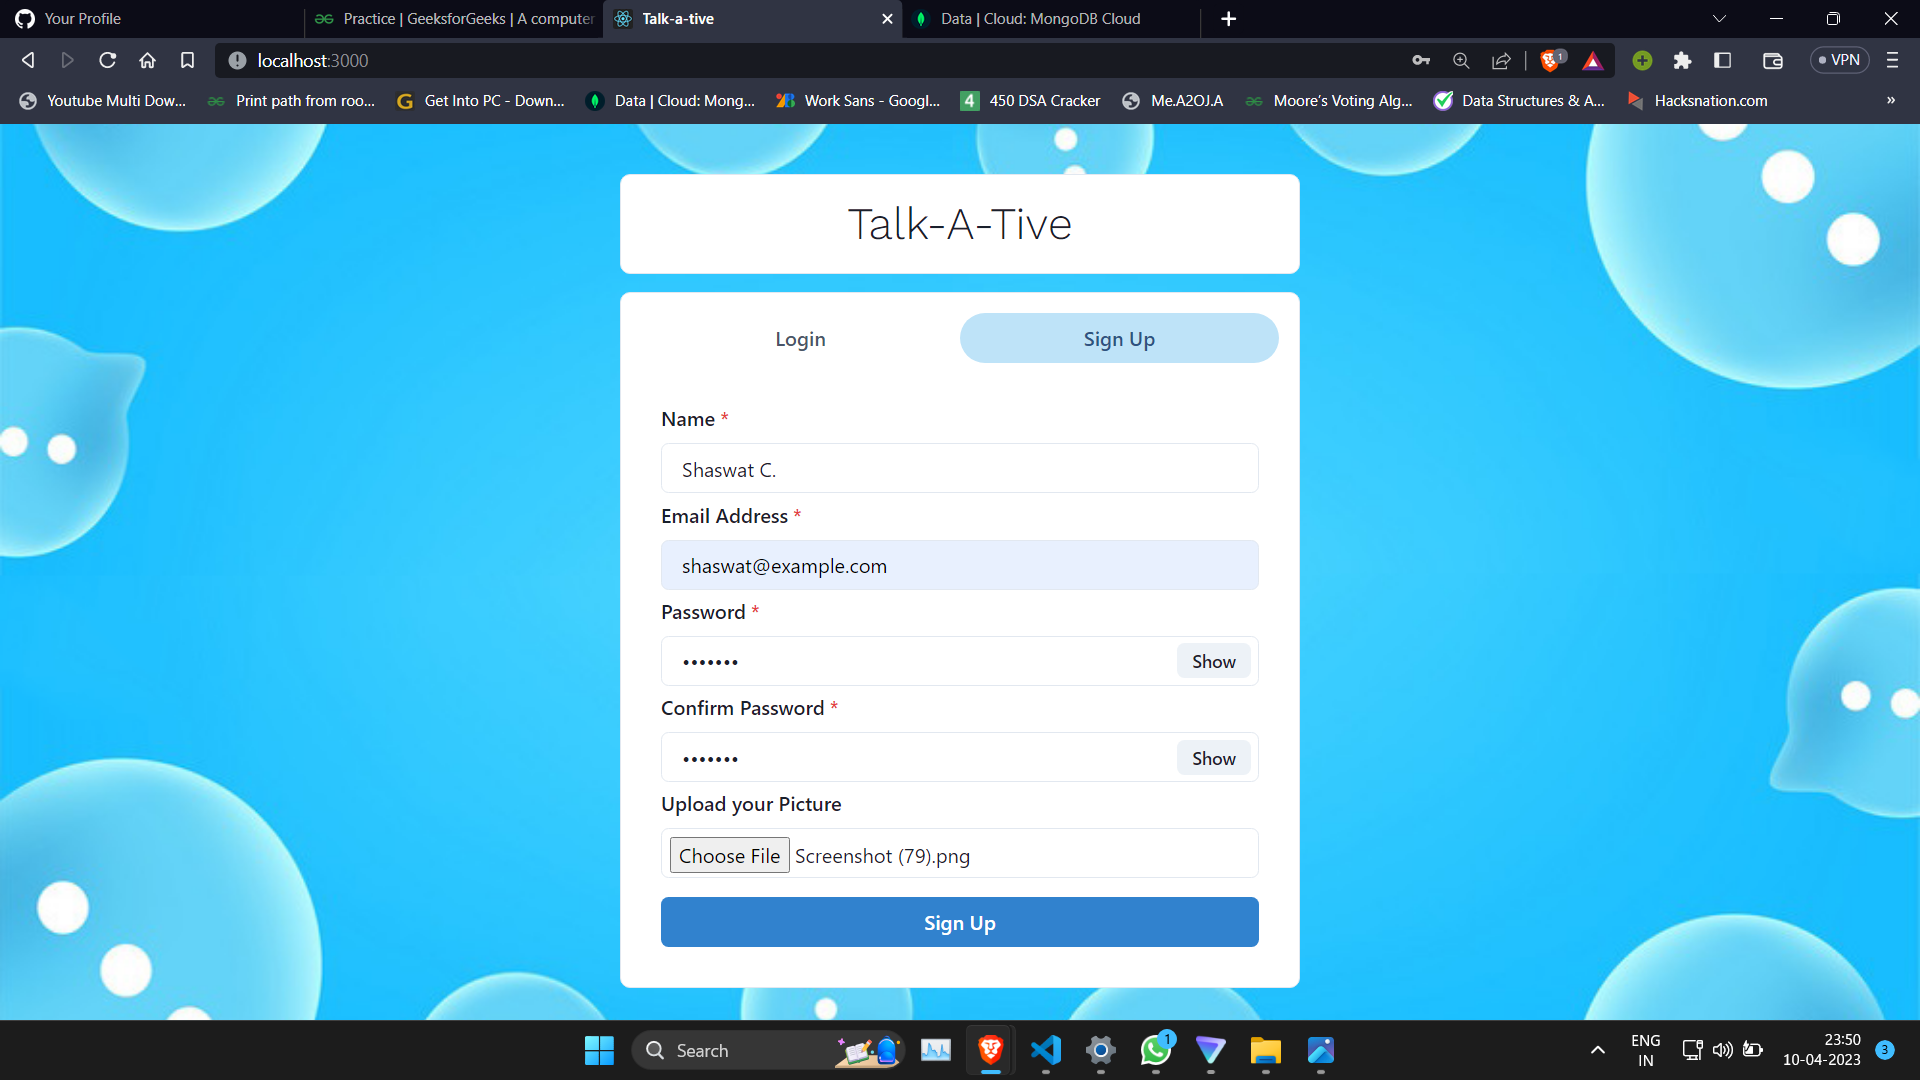 Your Profile
Practice | GeeksforGeeks | A computer
Talk-a-tive
Data | Cloud: MongoDB Cloud
localhost:3000
1
VPN
Youtube Multi Dow...
Print path from roo...
G Get Into PC - Down...
Data | Cloud: Mong...
Work Sans - Googl...
4 450 DSA Cracker
Me.A2OJ.A
Moore's Voting Alg...
Data Structures & A...
Hacksnation.com
»
Talk-A-Tive
Login
Sign Up
Name *
Shaswat C.
Email Address *
shaswat@example.com
Password *
•••••••
Show
Confirm Password *
•••••••
Show
Upload your Picture
Choose File Screenshot (79).png
Sign Up
Search
1
ENG
IN
23:50
10-04-2023
3